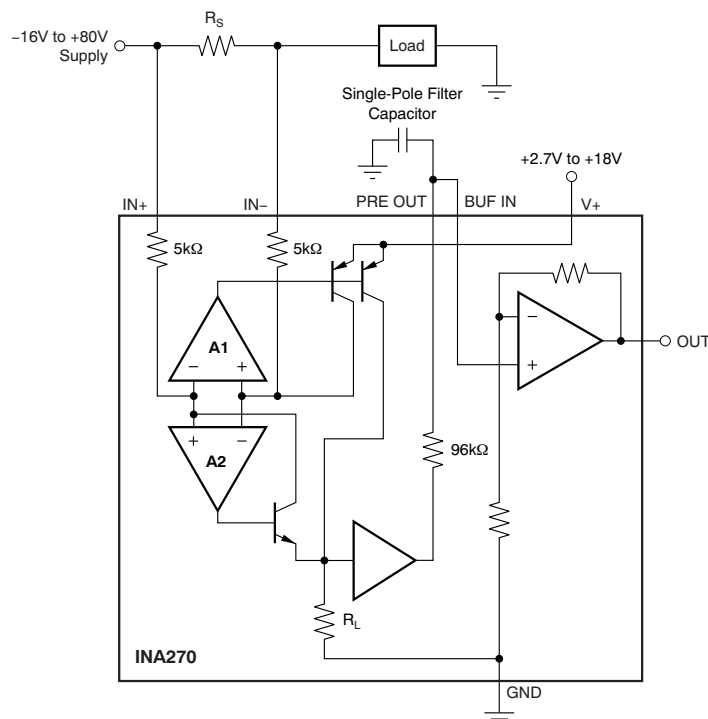 R_S
−16V to +80V
Supply
Load
Single-Pole Filter
Capacitor
+2.7V to +18V
IN+
IN−
PRE OUT
BUF IN
V+
5kΩ
5kΩ
A1
−
+
−
+
OUT
+
−
A2
96kΩ
R_L
INA270
GND